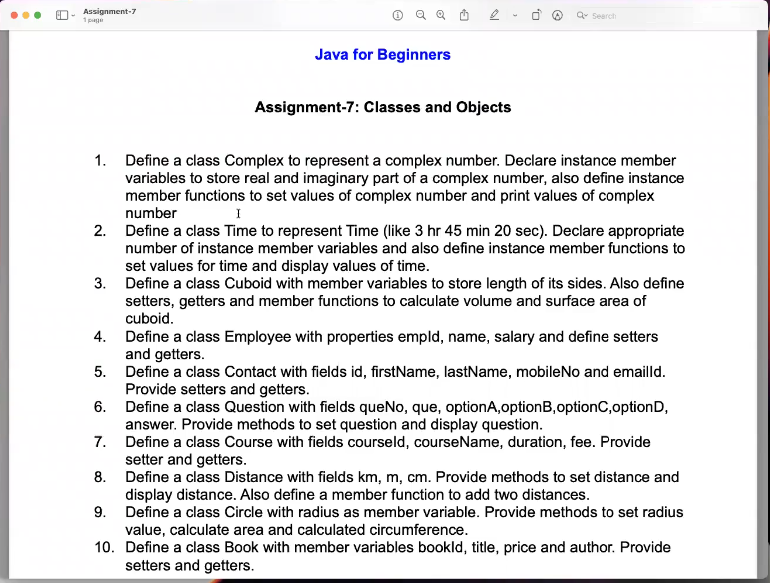 Assignment-7
1 page
Search
Java for Beginners
Assignment-7: Classes and Objects
1. Define a class Complex to represent a complex number. Declare instance member
variables to store real and imaginary part of a complex number, also define instance
member functions to set values of complex number and print values of complex
number
2. Define a class Time to represent Time (like 3 hr 45 min 20 sec). Declare appropriate
number of instance member variables and also define instance member functions to
set values for time and display values of time.
3. Define a class Cuboid with member variables to store length of its sides. Also define
setters, getters and member functions to calculate volume and surface area of
cuboid.
4. Define a class Employee with properties empId, name, salary and define setters
and getters.
5. Define a class Contact with fields id, firstName, lastName, mobileNo and emailId.
Provide setters and getters.
6. Define a class Question with fields queNo, que, optionA,optionB,optionC,optionD,
answer. Provide methods to set question and display question.
7. Define a class Course with fields courseId, courseName, duration, fee. Provide
setter and getters.
8. Define a class Distance with fields km, m, cm. Provide methods to set distance and
display distance. Also define a member function to add two distances.
9. Define a class Circle with radius as member variable. Provide methods to set radius
value, calculate area and calculated circumference.
10. Define a class Book with member variables bookId, title, price and author. Provide
setters and getters.